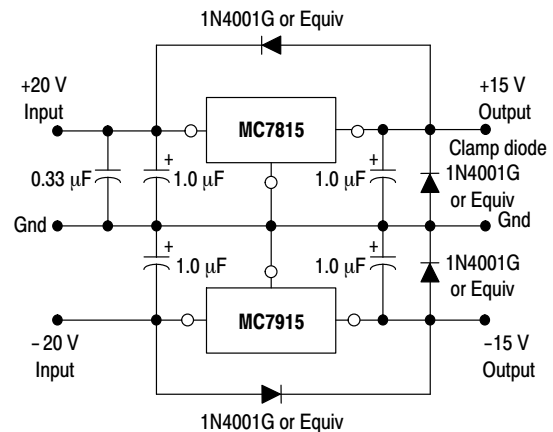 1N4001G or Equiv
+20 V
Input
+15 V
Output
MC7815
Clamp diode
0.33 µF
+
1.0 µF
1.0 µF
+
1N4001G
or Equiv
Gnd
Gnd
+
1.0 µF
1.0 µF
+
1N4001G
or Equiv
MC7915
−20 V
Input
−15 V
Output
1N4001G or Equiv